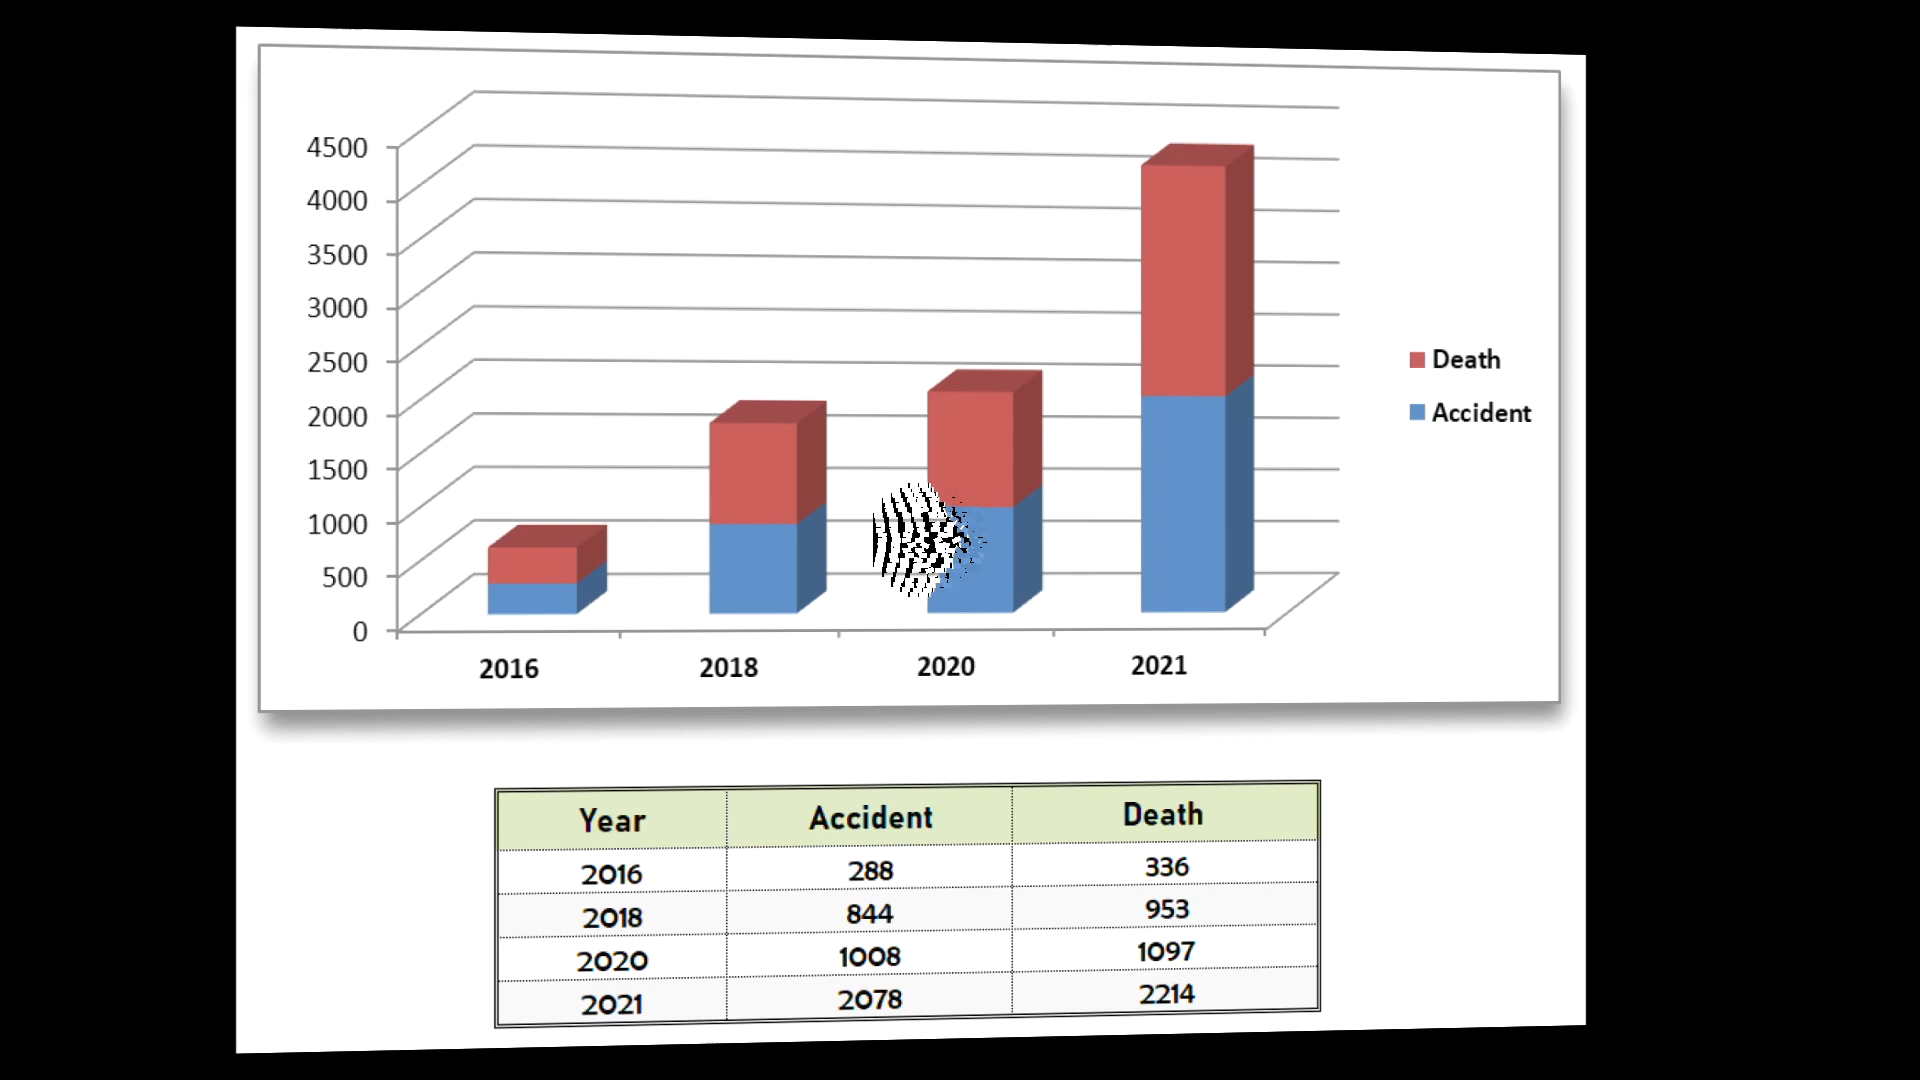 4500
4000
3500
3000
2500
2000
1500
1000
500
0
2016 2018 2020 2021
Death
Accident
Year Accident Death
2016 288 336
2018 844 953
2020 1008 1097
2021 2078 2214